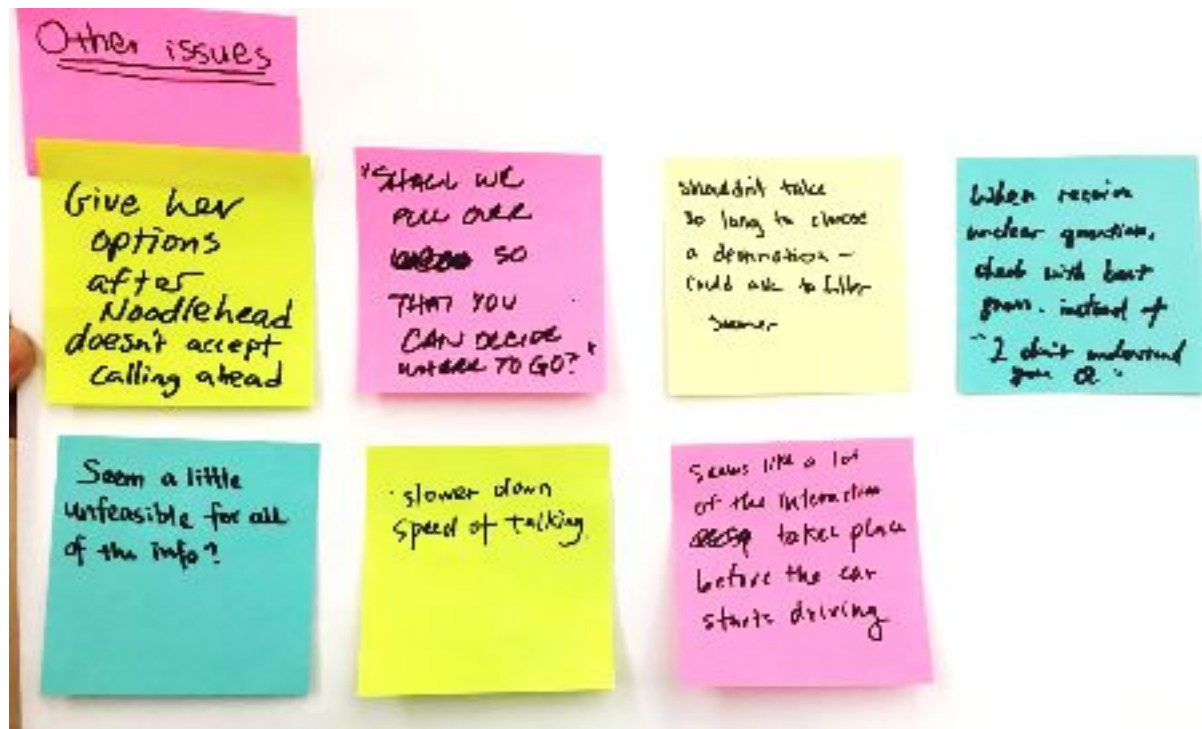 Other issues
Give her
options
after
Noodlehead
doesn't accept
calling ahead
"SHALL WE
PULL OVER
SO
THAT YOU
CAN DECIDE
WHERE TO GO?"
shouldn't take
so long to choose
a destination -
could ask to filter
sooner
When receive
unclear question,
check with best
instead of
"I don't understand
you
Seem a little
unfeasible for all
of the info?
slower down
speed of talking
Seems like a lot
of the interaction
takes place
before the car
starts driving